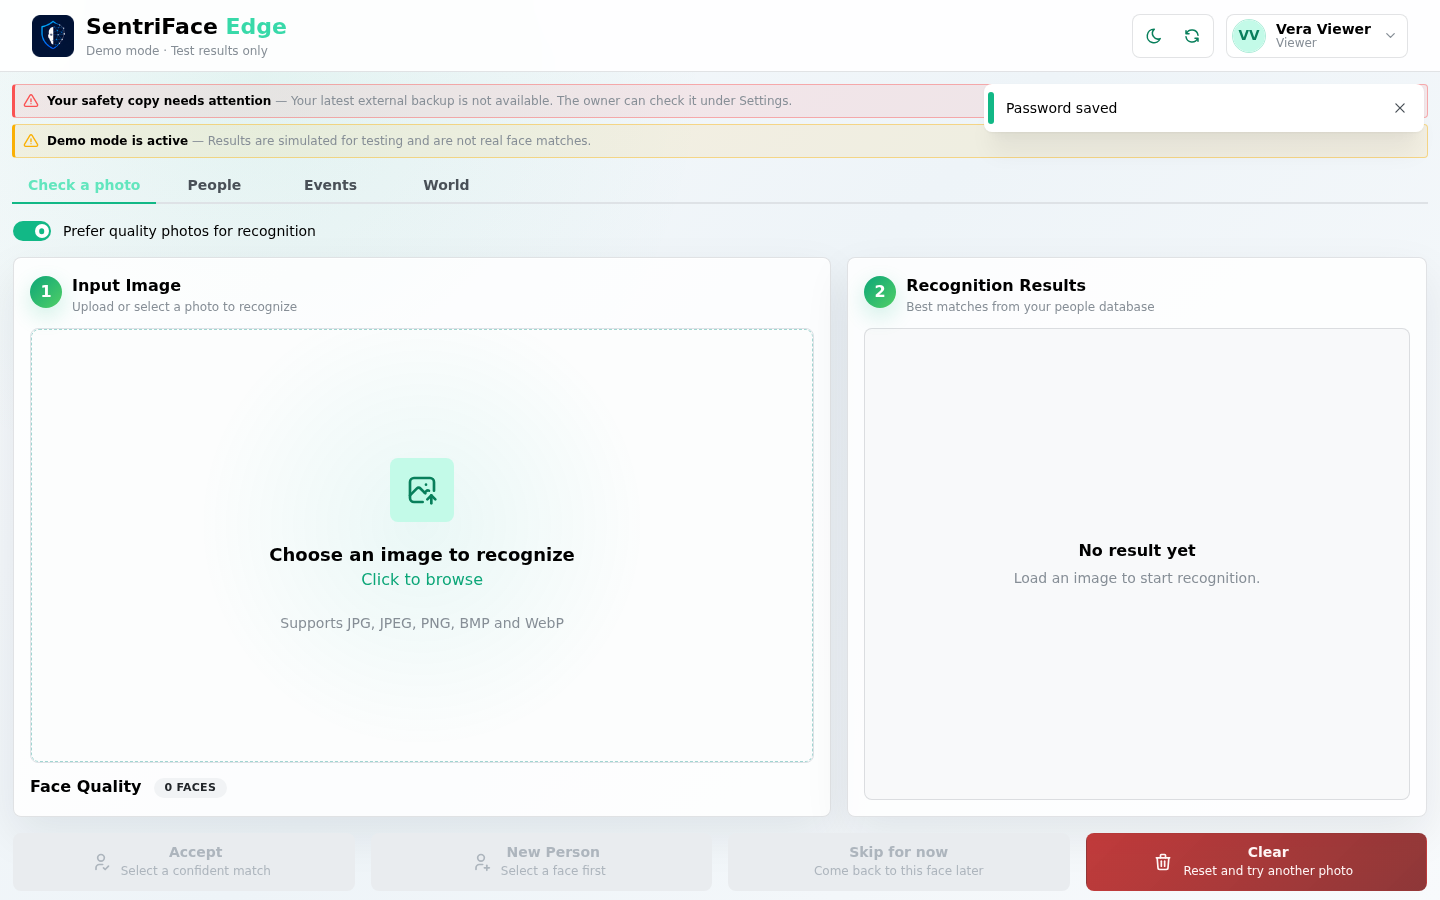 SentriFace Edge
Demo mode · Test results only
VV
Vera Viewer
Viewer
Your safety copy needs attention — Your latest external backup is not available. The owner can check it under Settings.
Password saved
Demo mode is active — Results are simulated for testing and are not real face matches.
Check a photo
People
Events
World
Prefer quality photos for recognition
1
Input Image
Upload or select a photo to recognize
Choose an image to recognize
Click to browse
Supports JPG, JPEG, PNG, BMP and WebP
Face Quality
0 FACES
2
Recognition Results
Best matches from your people database
No result yet
Load an image to start recognition.
Accept
Select a confident match
New Person
Select a face first
Skip for now
Come back to this face later
Clear
Reset and try another photo